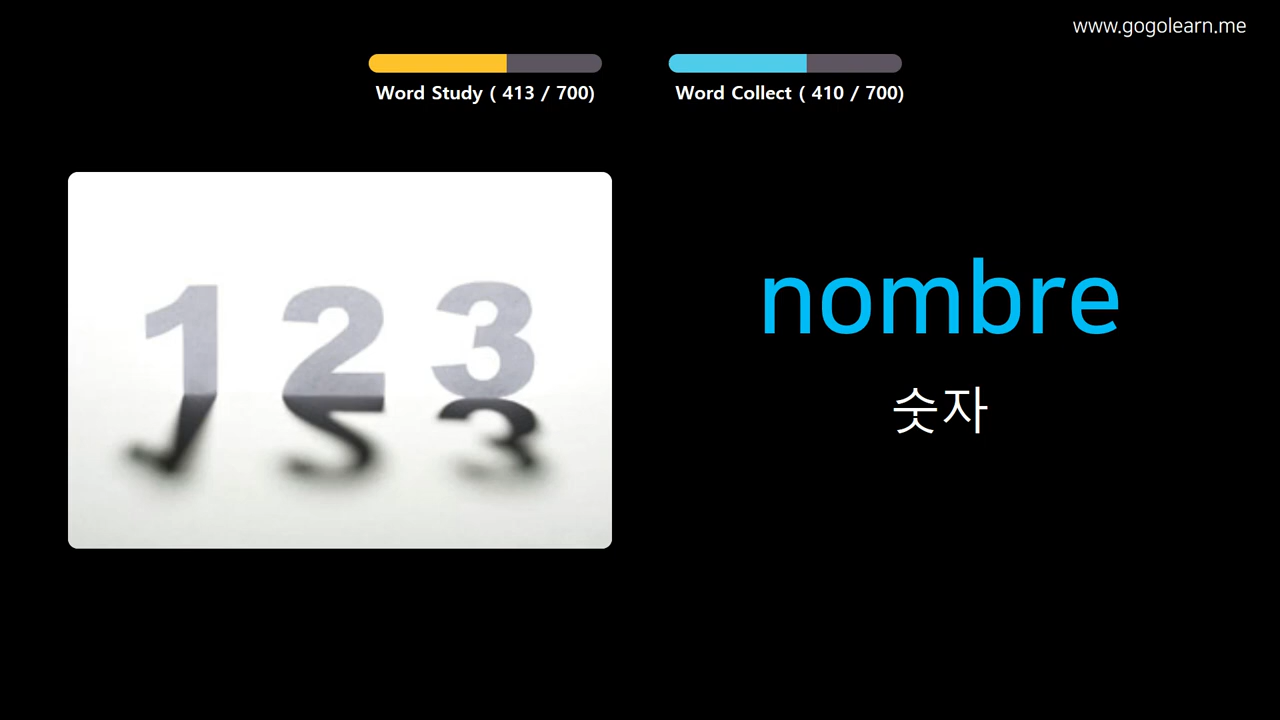 www.gogolearn.me
Word Study ( 413 / 700)
Word Collect ( 410 / 700)
1 2 3
nombre
숫자